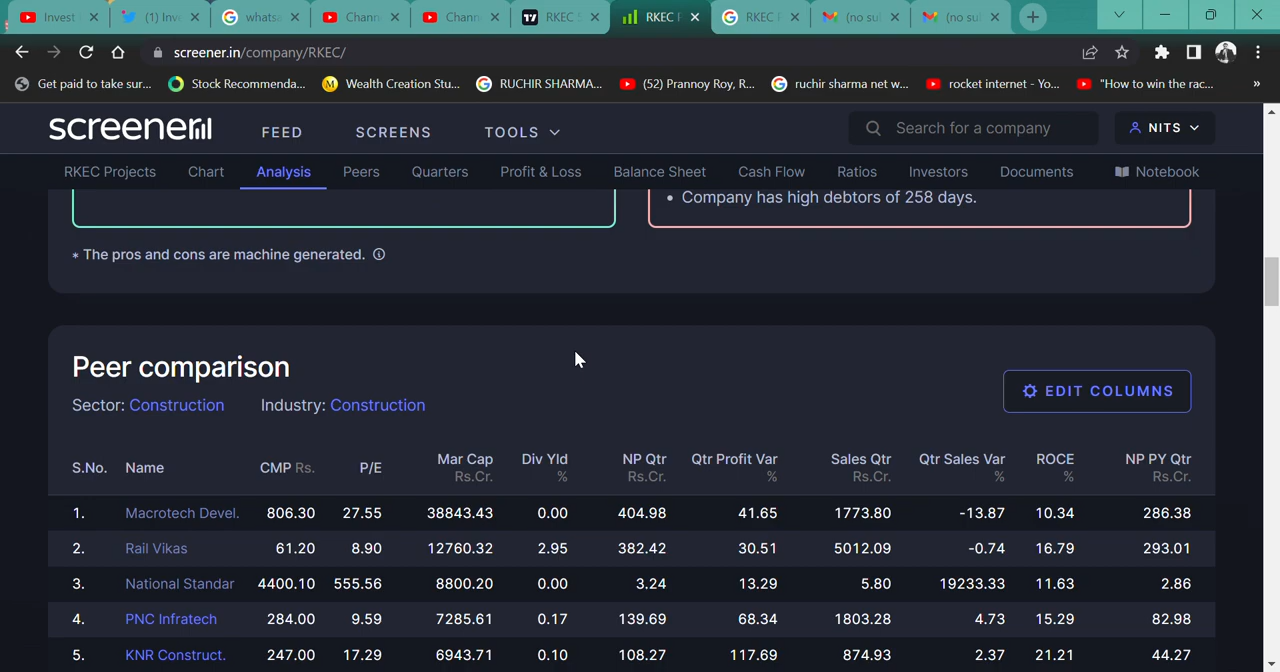 Invest
(1) Inv
whats
Chann
Chann
RKEC S
RKEC P
RKEC P
(no su
(no su
screener.in/company/RKEC/
Get paid to take sur...
Stock Recommenda...
Wealth Creation Stu...
RUCHIR SHARMA...
(52) Prannoy Roy, R...
ruchir sharma net w...
rocket internet - Yo...
"How to win the rac...
»
screener
FEED
SCREENS
TOOLS
Search for a company
NITS
RKEC Projects
Chart
Analysis
Peers
Quarters
Profit & Loss
Balance Sheet
Cash Flow
Ratios
Investors
Documents
Notebook
• Company has high debtors of 258 days.
* The pros and cons are machine generated.
Peer comparison
Sector: Construction Industry: Construction
EDIT COLUMNS
S.No. Name CMP Rs. P/E Mar Cap Rs.Cr. Div Yld % NP Qtr Rs.Cr. Qtr Profit Var % Sales Qtr Rs.Cr. Qtr Sales Var % ROCE % NP PY Qtr Rs.Cr.
1. Macrotech Devel. 806.30 27.55 38843.43 0.00 404.98 41.65 1773.80 -13.87 10.34 286.38
2. Rail Vikas 61.20 8.90 12760.32 2.95 382.42 30.51 5012.09 -0.74 16.79 293.01
3. National Standar 4400.10 555.56 8800.20 0.00 3.24 13.29 5.80 19233.33 11.63 2.86
4. PNC Infratech 284.00 9.59 7285.61 0.17 139.69 68.34 1803.28 4.73 15.29 82.98
5. KNR Construct. 247.00 17.29 6943.71 0.10 108.27 117.69 874.93 2.37 21.21 44.27